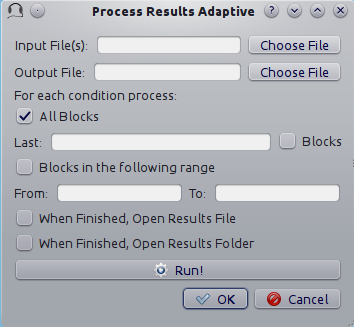 Process Results Adaptive
Input File(s): Choose File
Output File: Choose File
For each condition process:
All Blocks
Last: Blocks
Blocks in the following range
From: To:
When Finished, Open Results File
When Finished, Open Results Folder
Run!
OK Cancel